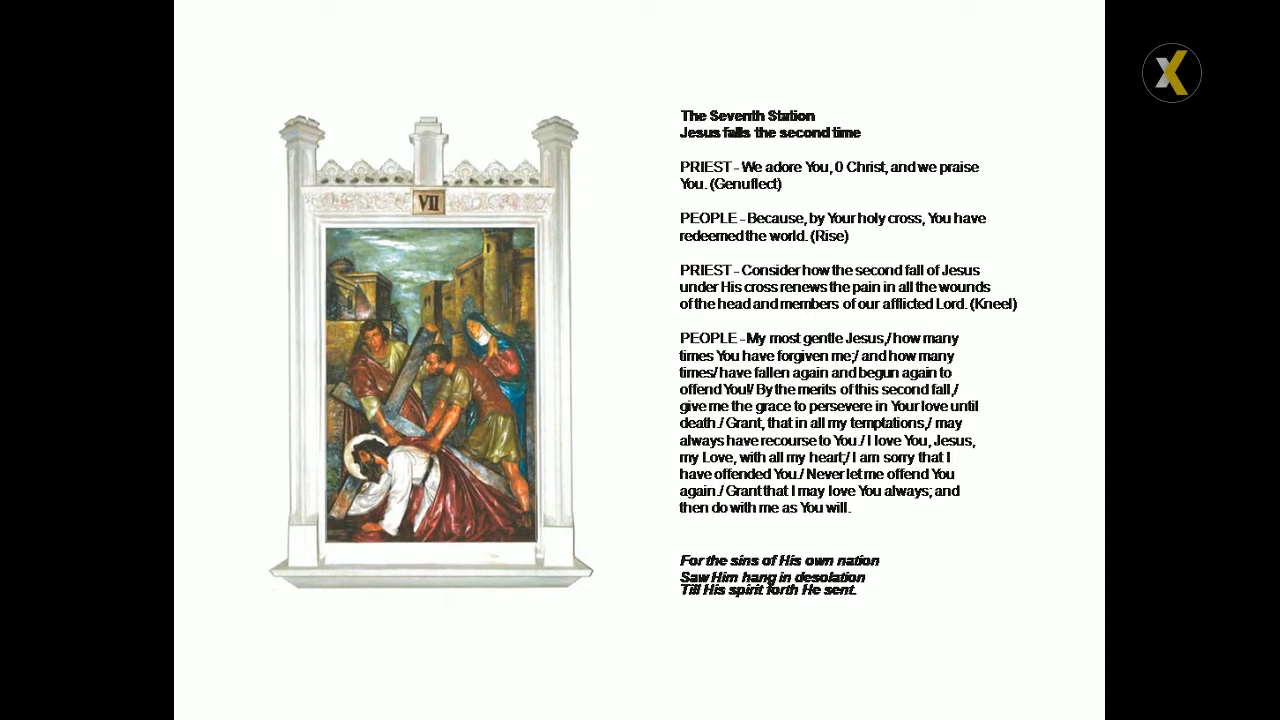 VII
The Seventh Station
Jesus falls the second time
PRIEST - We adore You, 0 Christ, and we praise
You. (Genuflect)
PEOPLE - Because, by Your holy cross, You have
redeemed the world. (Rise)
PRIEST - Consider how the second fall of Jesus
under His cross renews the pain in all the wounds
of the head and members of our afflicted Lord. (Kneel)
PEOPLE - My most gentle Jesus,/ how many
times You have forgiven me;/ and how many
times/ have fallen again and begun again to
offend You!/ By the merits of this second fall,/
give me the grace to persevere in Your love until
death./ Grant, that in all my temptations,/ may
always have recourse to You./ I love You, Jesus,
my Love, with all my heart;/ I am sorry that I
have offended You./ Never let me offend You
again./ Grant that I may love You always; and
then do with me as You will.
For the sins of His own nation
Saw Him hang in desolation
Till His spirit forth He sent.